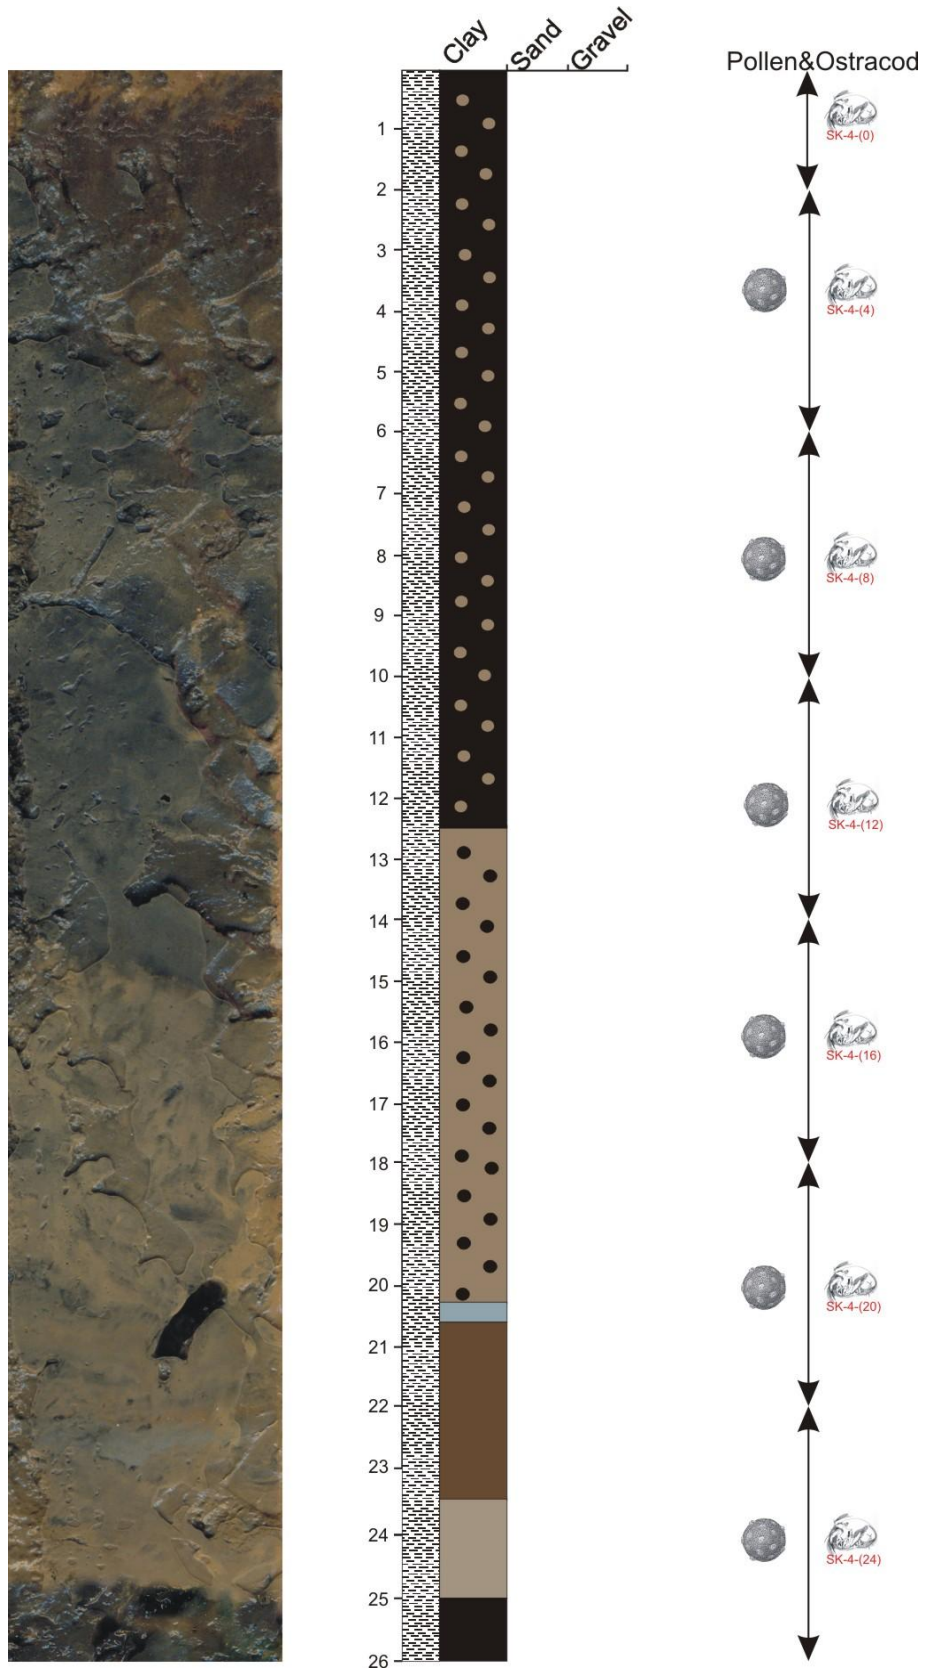 Clay Sand Gravel
Pollen&Ostracod
SK-4-(0)
1
2
3
SK-4-(4)
4
5
6
7
8
SK-4-(8)
9
10
11
12
SK-4-(12)
13
14
15
16
SK-4-(16)
17
18
19
20
SK-4-(20)
21
22
23
24
SK-4-(24)
25
26